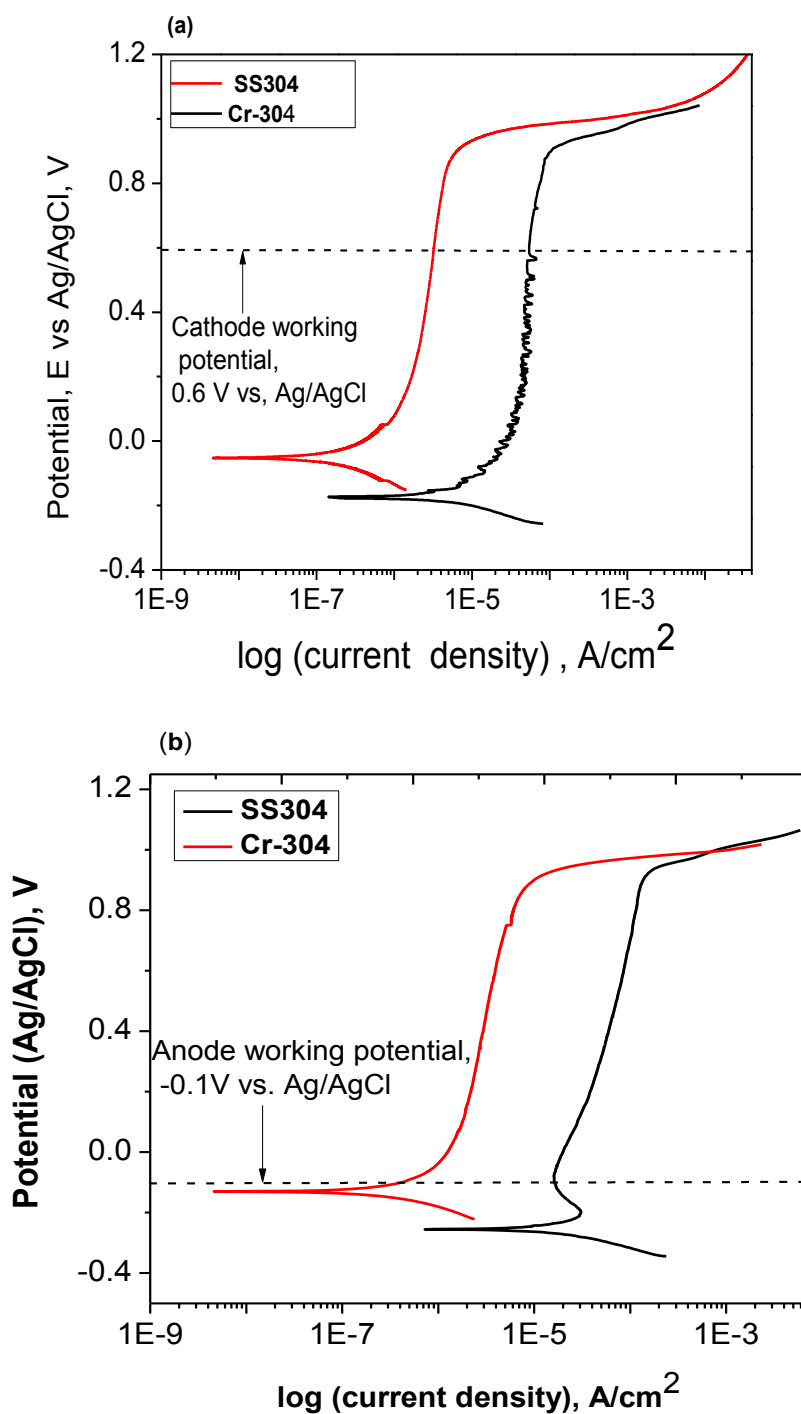 (a)
1.2
0.8
0.4
0.0
-0.4
Potential, E vs Ag/AgCl, V
SS304
Cr-304
Cathode working
potential,
0.6 V vs, Ag/AgCl
1E-9
1E-7
1E-5
1E-3
log (current density) , A/cm2
(b)
1.2
0.8
0.4
0.0
-0.4
Potential (Ag/AgCl), V
SS304
Cr-304
Anode working potential,
-0.1V vs. Ag/AgCl
1E-9
1E-7
1E-5
1E-3
log (current density), A/cm2